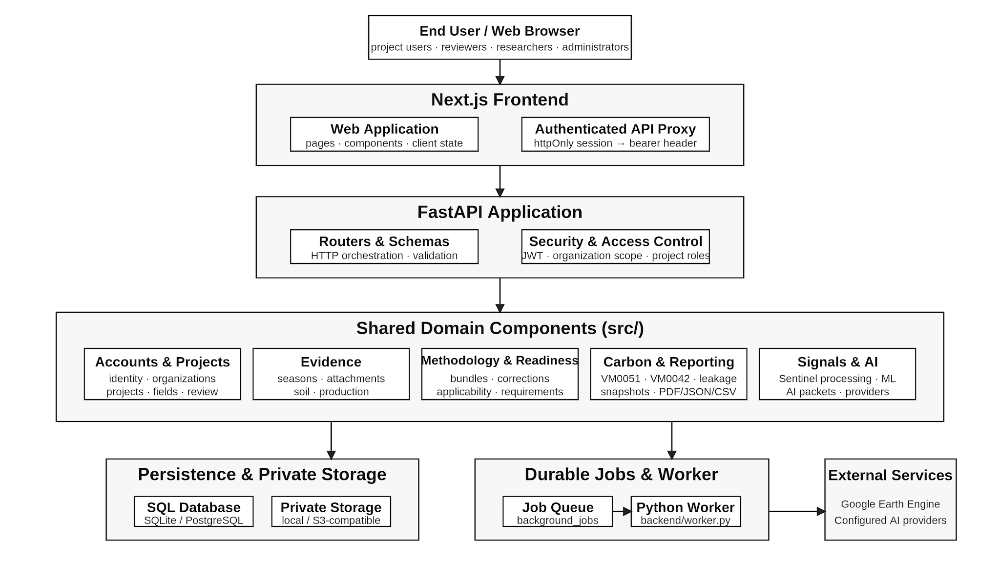 End User / Web Browser
project users · reviewers · researchers · administrators
Next.js Frontend
Web Application
pages · components · client state
Authenticated API Proxy
httpOnly session → bearer header
FastAPI Application
Routers & Schemas
HTTP orchestration · validation
Security & Access Control
JWT · organization scope · project roles
Shared Domain Components (src/)
Accounts & Projects
identity · organizations
projects · fields · review
Evidence
seasons · attachments
soil · production
Methodology & Readiness
bundles · corrections
applicability · requirements
Carbon & Reporting
VM0051 · VM0042 · leakage
snapshots · PDF/JSON/CSV
Signals & AI
Sentinel processing · ML
AI packets · providers
Persistence & Private Storage
SQL Database
SQLite / PostgreSQL
Private Storage
local / S3-compatible
Durable Jobs & Worker
Job Queue
background_jobs
Python Worker
backend/worker.py
External Services
Google Earth Engine
Configured AI providers